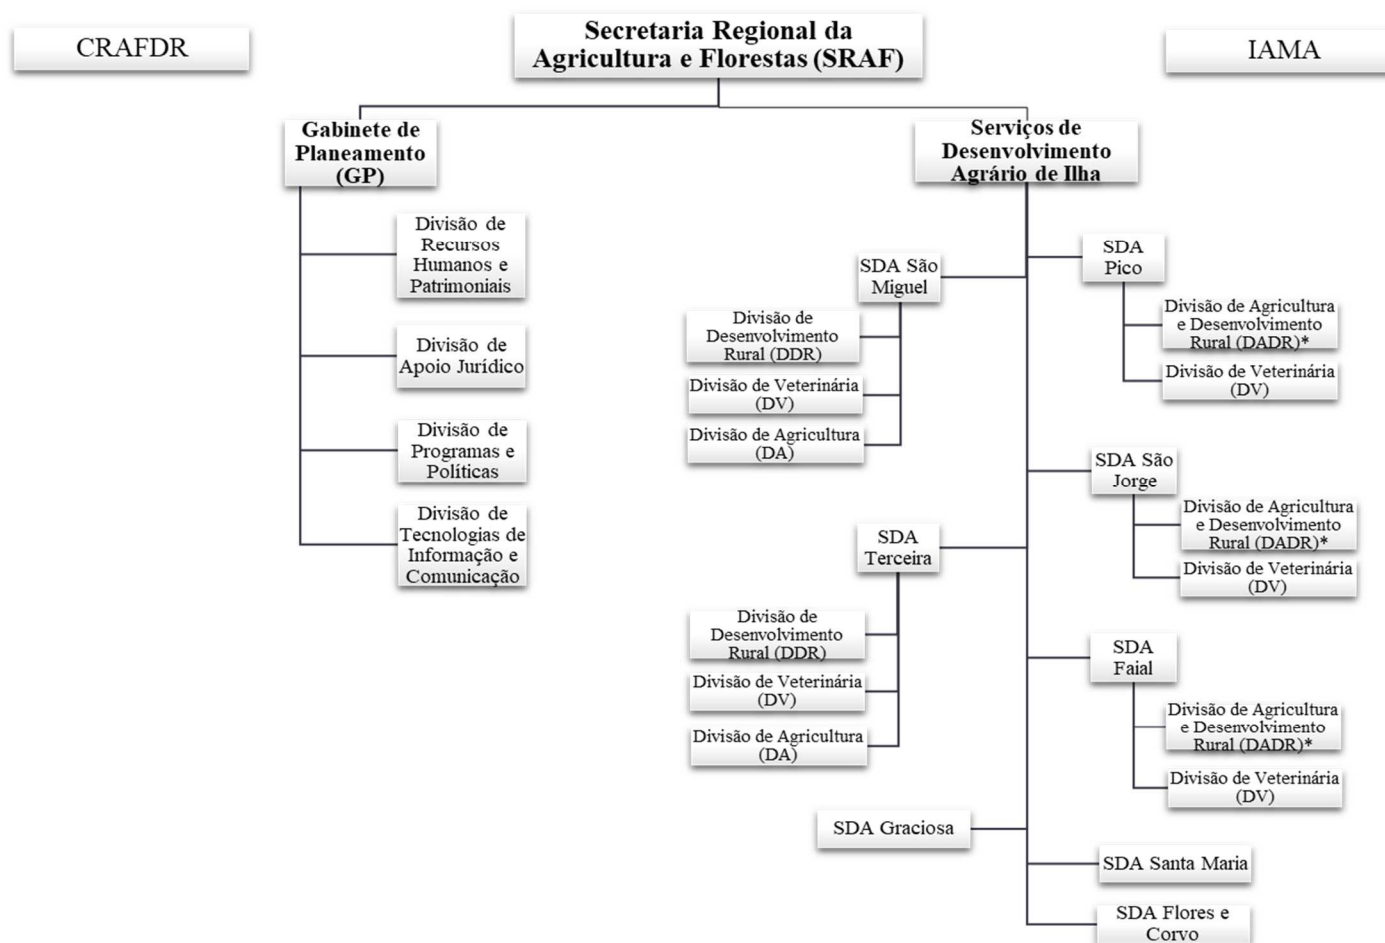 CRAFDR
Secretaria Regional da
Agricultura e Florestas (SRAF)
IAMA
Gabinete de
Planeamento
(GP)
Divisão de
Recursos
Humanos e
Patrimoniais
Divisão de
Apoio Jurídico
Divisão de
Programas e
Políticas
Divisão de
Tecnologias de
Informação e
Comunicação
Serviços de
Desenvolvimento
Agrário de Ilha
SDA São
Miguel
Divisão de
Desenvolvimento
Rural (DDR)
Divisão de Veterinária
(DV)
Divisão de Agricultura
(DA)
SDA
Terceira
Divisão de
Desenvolvimento
Rural (DDR)
Divisão de Veterinária
(DV)
Divisão de Agricultura
(DA)
SDA Graciosa
SDA
Pico
Divisão de Agricultura
e Desenvolvimento
Rural (DADR)*
Divisão de Veterinária
(DV)
SDA São
Jorge
Divisão de Agricultura
e Desenvolvimento
Rural (DADR)*
Divisão de Veterinária
(DV)
SDA
Faial
Divisão de Agricultura
e Desenvolvimento
Rural (DADR)*
Divisão de Veterinária
(DV)
SDA Santa Maria
SDA Flores e
Corvo